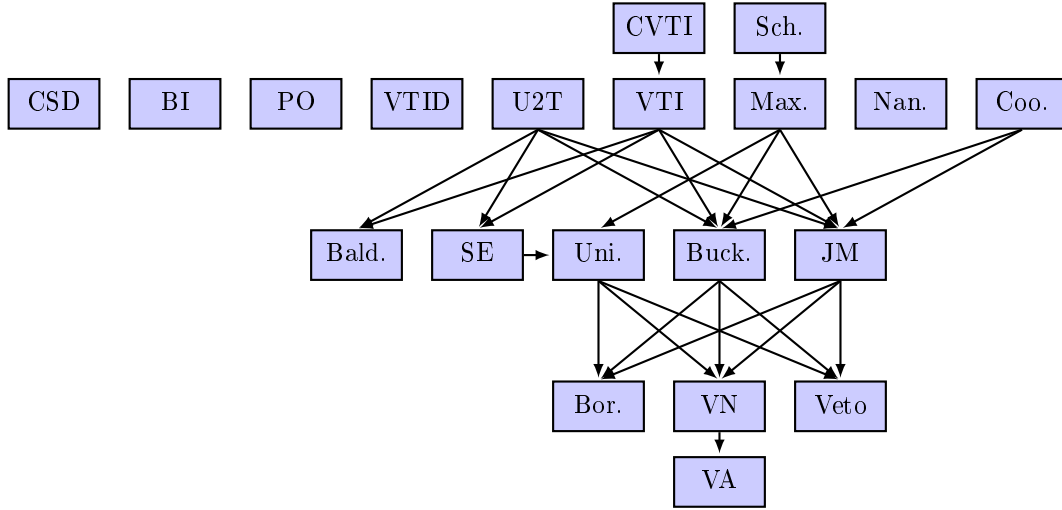 CVTI Sch.
CSD BI PO VTID U2T VTI Max. Nan. Coo.
Bald. SE Uni. Buck. JM
Bor. VN Veto
VA